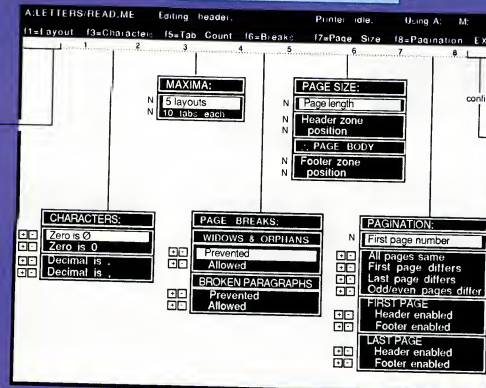 A:LETTERS/READ.ME Editing header. Printer idle. Using A: M:
f1=Layout f3=Characters f5=Tab Count f6=Breaks f7=Page Size f8=Pagination EX
1 2 3 4 5 6 7 8
MAXIMA:
N 5 layouts
N 10 tabs each
PAGE SIZE:
N Page length
N Header zone
N position
: PAGE BODY
N Footer zone
N position
confi
CHARACTERS:
+ - Zero is Ø
+ - Zero is 0
+ - Decimal is .
+ - Decimal is ,
PAGE BREAKS:
WIDOWS & ORPHANS
+ - Prevented
+ - Allowed
BROKEN PARAGRAPHS
+ - Prevented
+ - Allowed
PAGINATION:
N First page number
+ - All pages same
+ - First page differs
+ - Last page differs
+ - Odd/even pages differ
FIRST PAGE
+ - Header enabled
+ - Footer enabled
LAST PAGE
+ - Header enabled
+ - Footer enabled